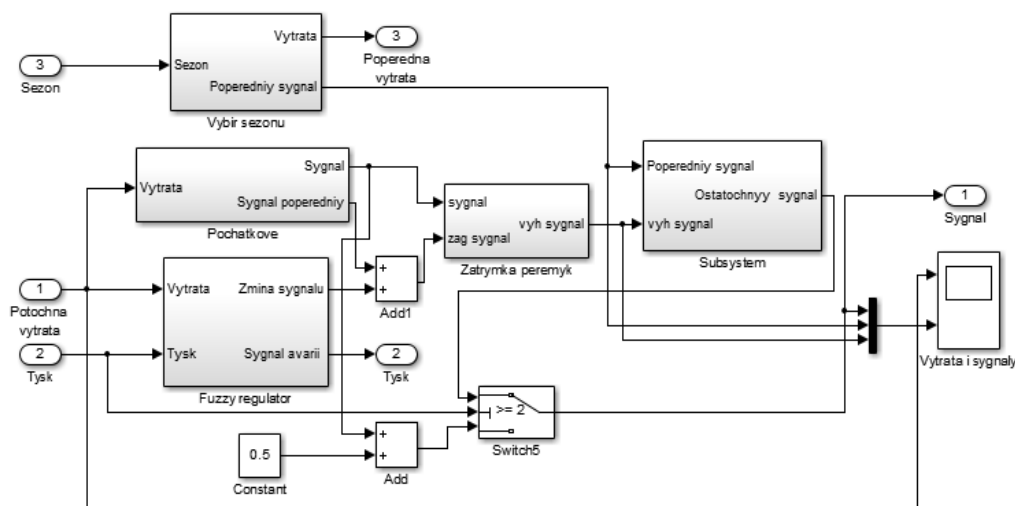 3
Sezon
Sezon
Vytrata
Poperedniy sygnal
Vybir sezonu
3
Poperedna
vytrata
Vytrata
Sygnal
Sygnal poperedniy
Pochatkove
sygnal
zag sygnal
vyh sygnal
Zatrymka peremyk
Poperedniy sygnal
Ostatochnyy sygnal
vyh sygnal
Subsystem
1
Sygnal
1
Potochna
vytrata
2
Tysk
Vytrata
Tysk
Zmina sygnalu
Sygnal avarii
Fuzzy regulator
+
+
Add1
2
Tysk
Vytrata i sygnaly
>= 2
Switch5
0.5
Constant
+
+
Add